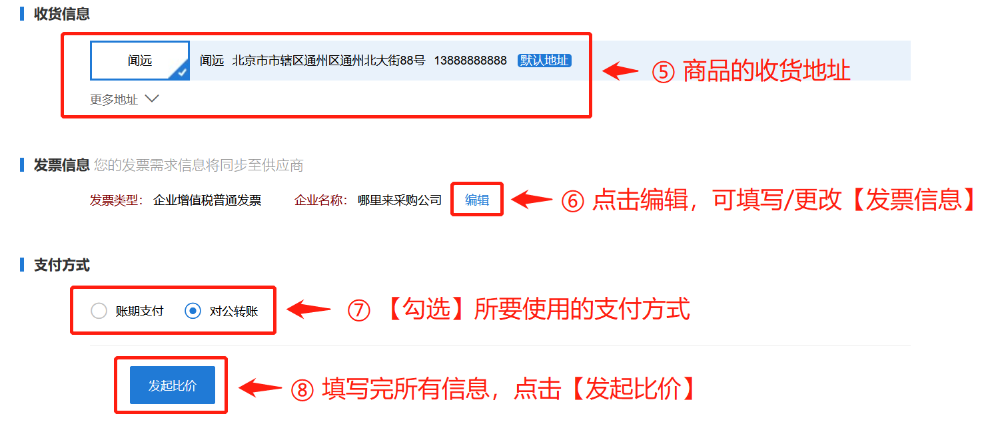 收货信息
闻远 闻远 北京市市辖区通州区通州北大街88号 13888888888 默认地址
⑤ 商品的收货地址
更多地址
发票信息 您的发票需求信息将同步至供应商
发票类型： 企业增值税普通发票 企业名称： 哪里来采购公司 编辑
⑥ 点击编辑，可填写/更改【发票信息】
支付方式
账期支付 对公转账
⑦ 【勾选】所要使用的支付方式
发起比价
⑧ 填写完所有信息，点击【发起比价】